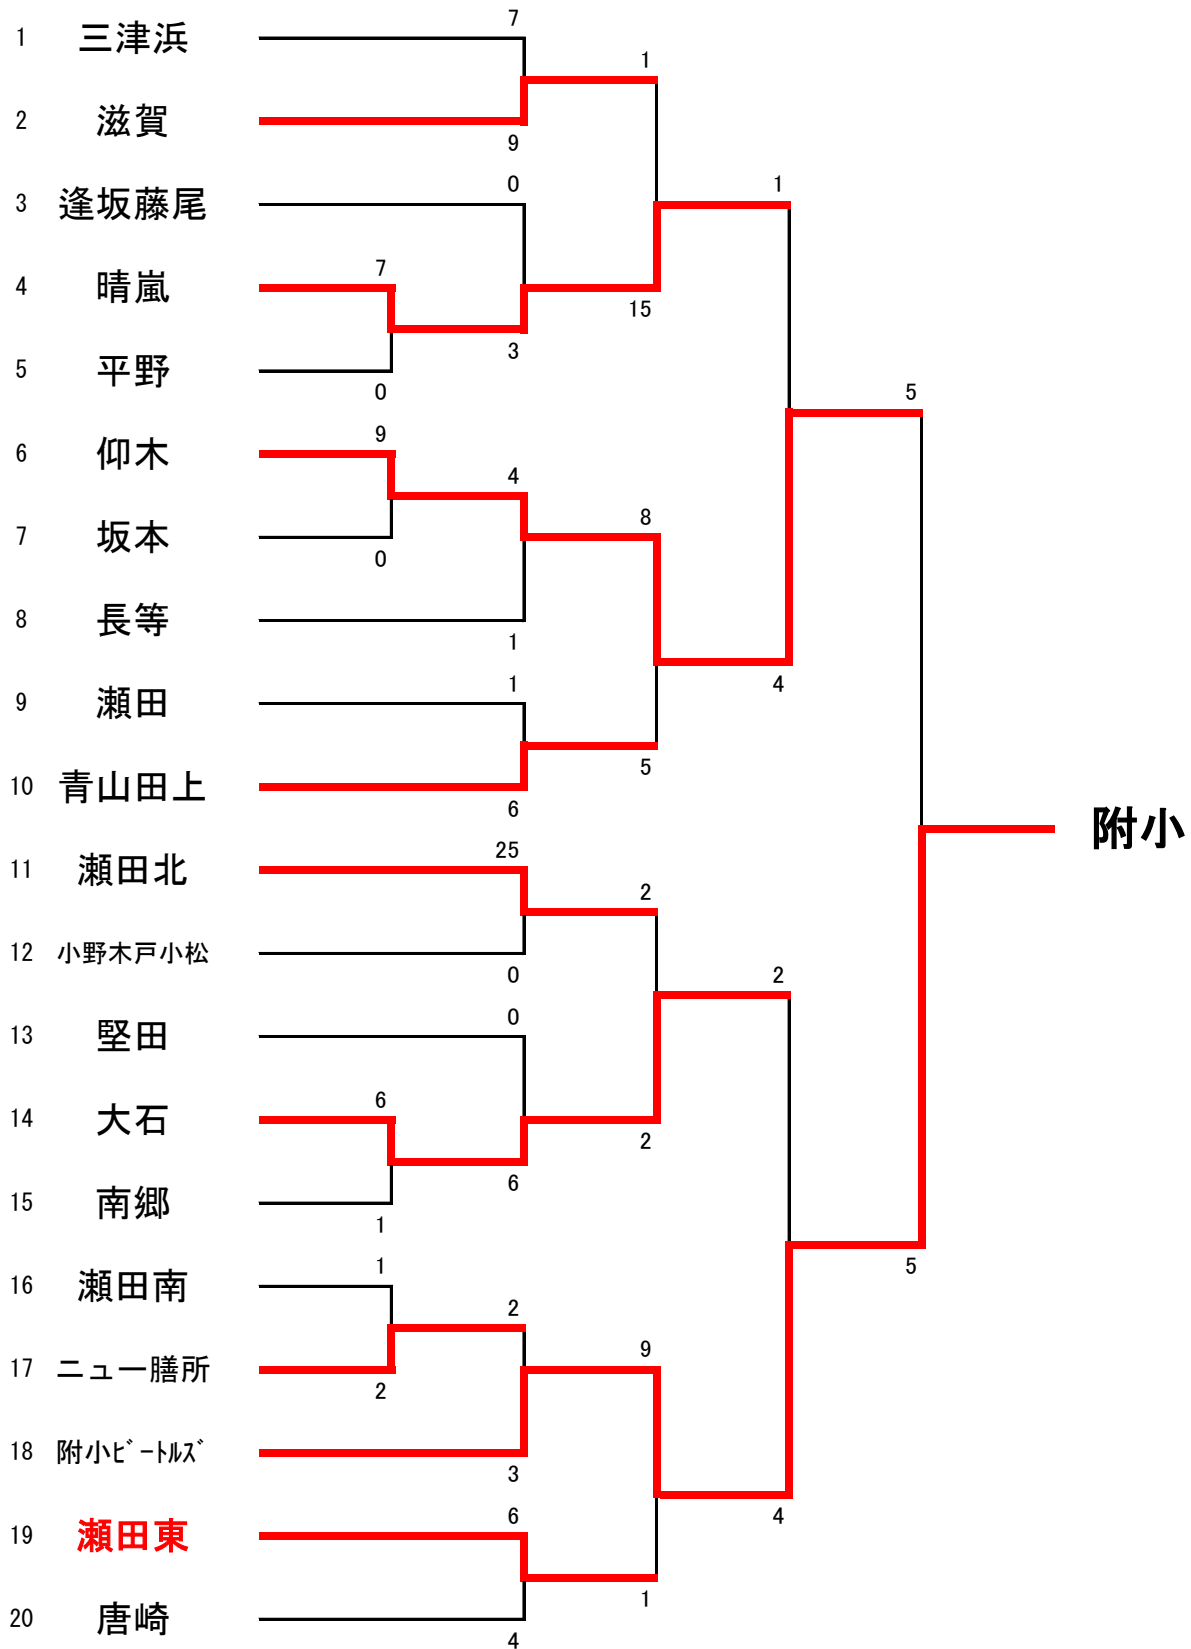 7
1 三津浜
1
2 滋賀
9
0
1
3 逢坂藤尾
7
4 晴嵐
15
3
5 平野
0
5
9
6 仰木
4
8
7 坂本
0
8 長等
1
1
4
9 瀬田
5
10 青山田上
6
附小
25
11 瀬田北
2
12 小野木戸小松
0
2
0
13 堅田
6
14 大石
2
6
15 南郷
1
1
5
16 瀬田南
2
9
17 ニュー膳所
2
18 附小ﾋﾞｰﾄﾙｽﾞ
3
6
4
19 瀬田東
1
20 唐崎
4